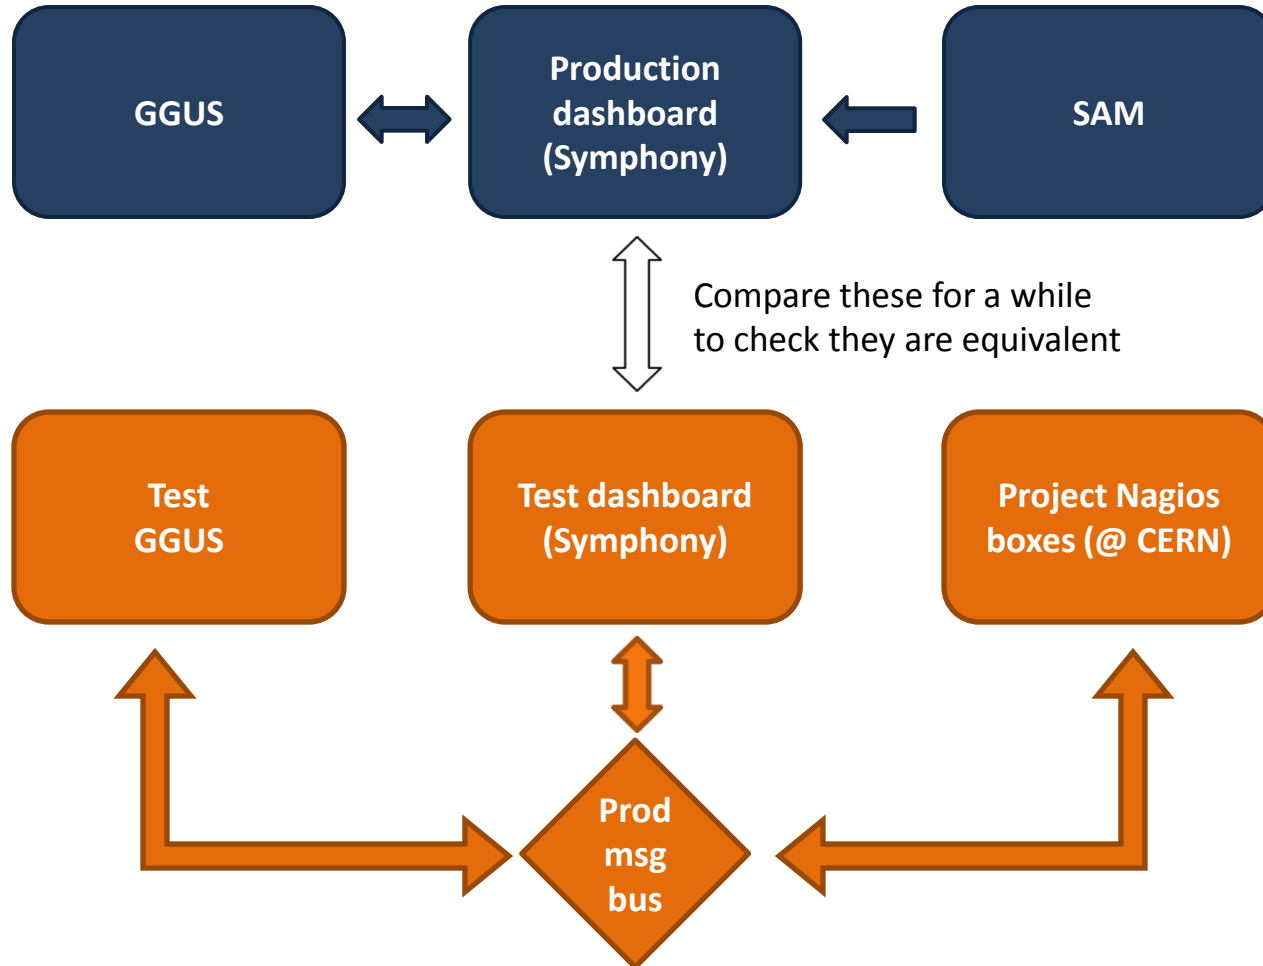 GGUS
Production
dashboard
(Symphony)
SAM
Compare these for a while
to check they are equivalent
Test
GGUS
Test dashboard
(Symphony)
Project Nagios
boxes (@ CERN)
Prod
msg
bus